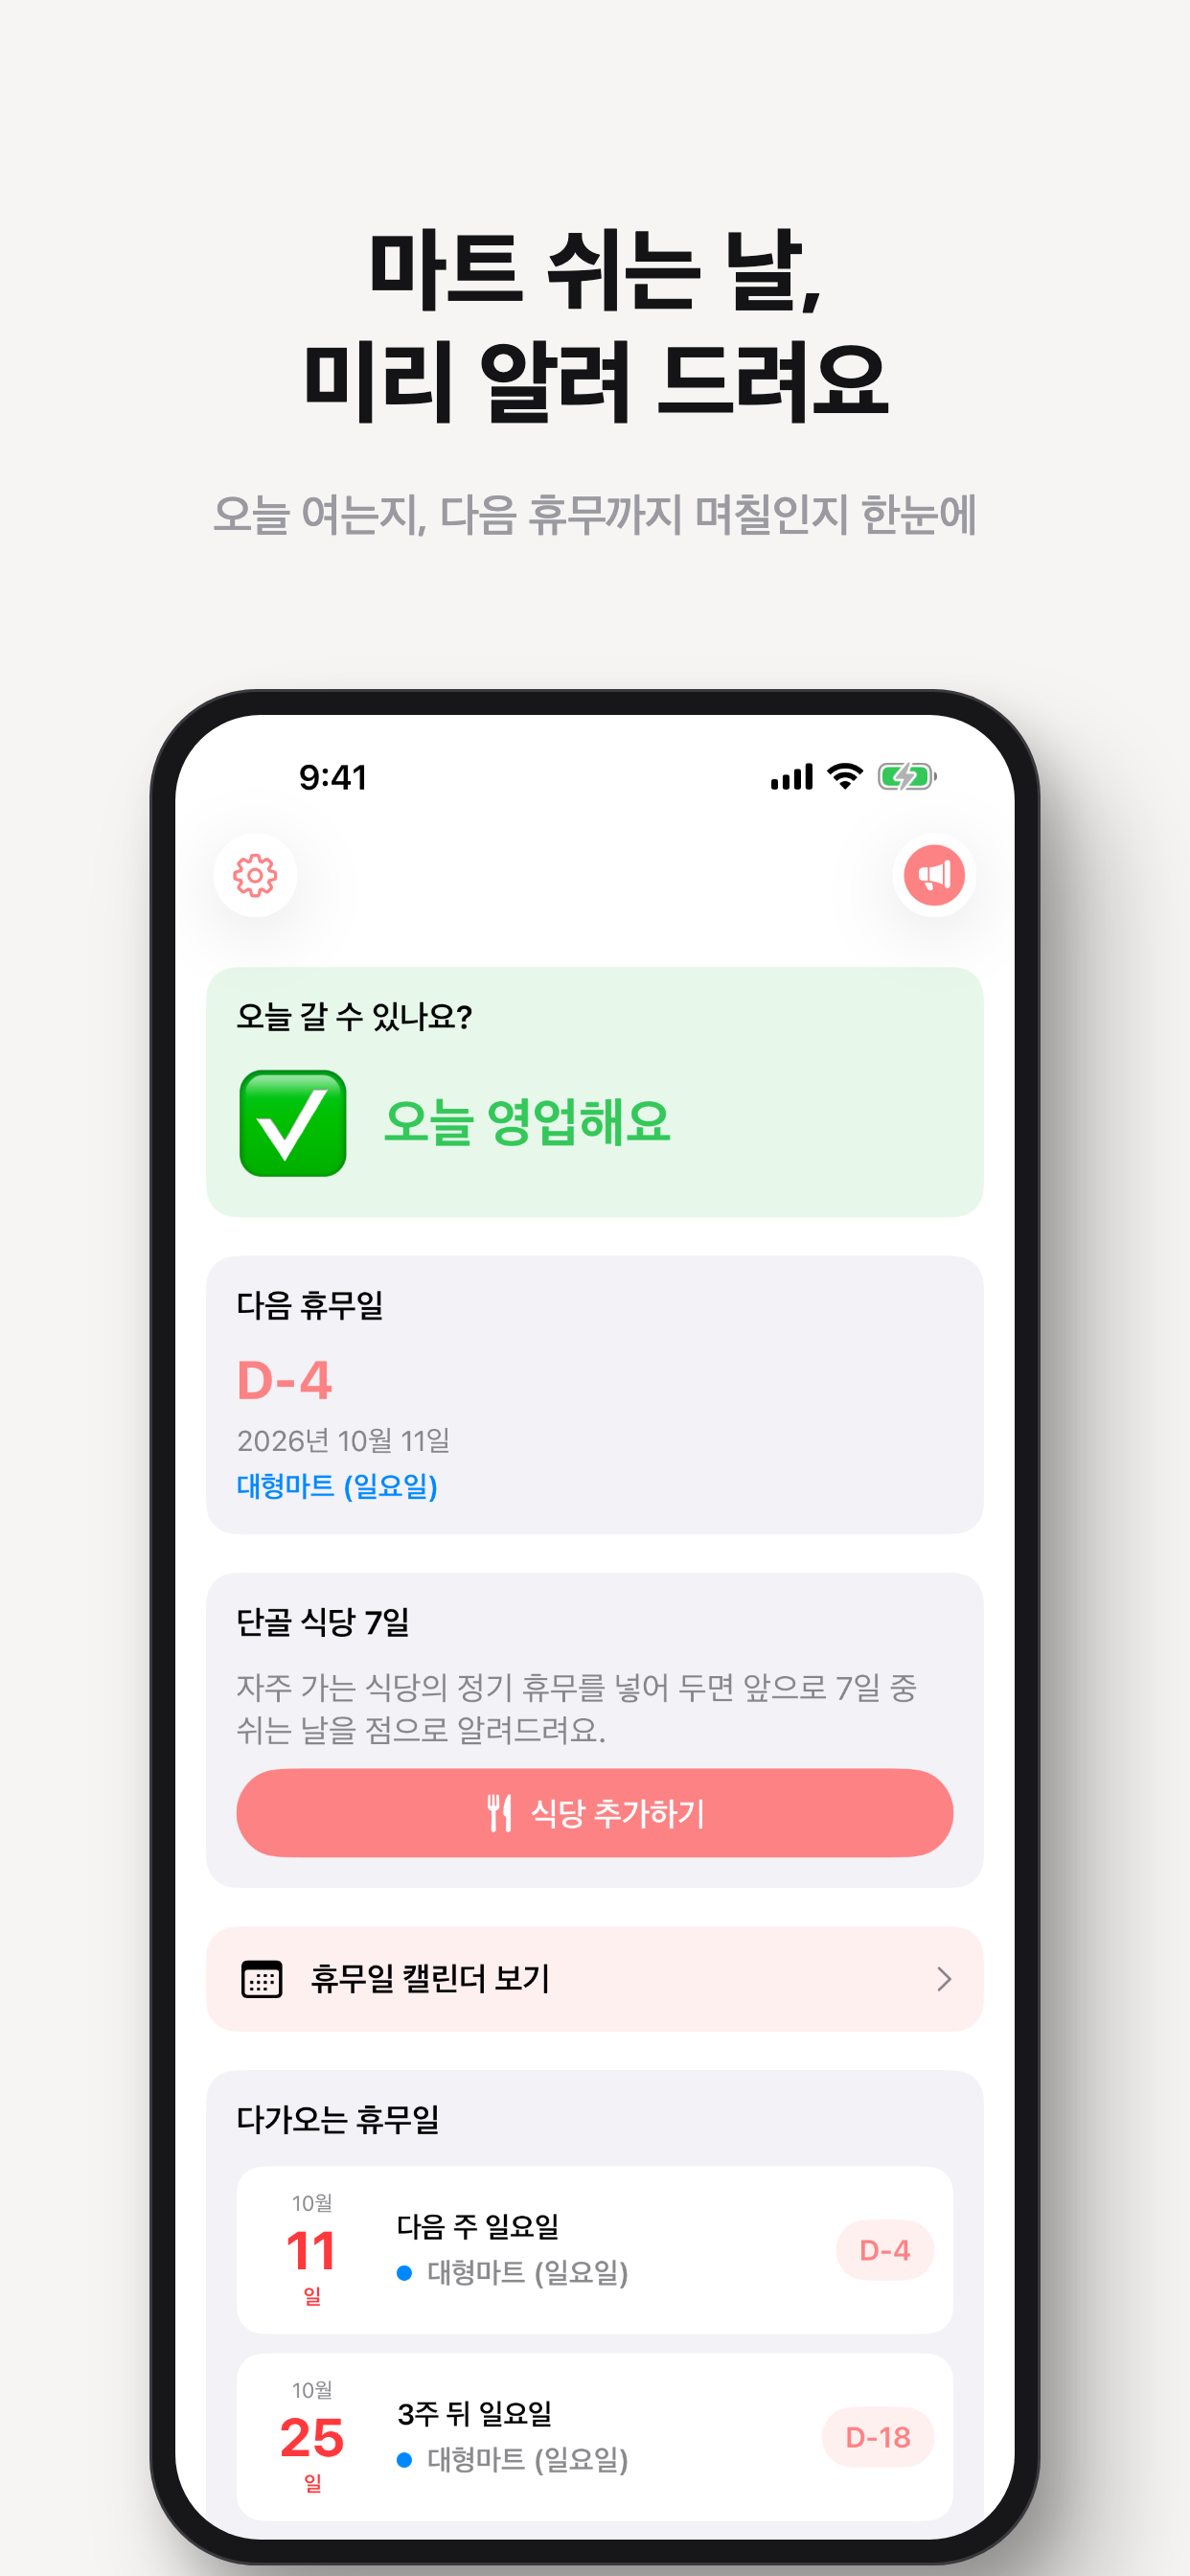 마트 쉬는 날,
미리 알려 드려요
오늘 여는지, 다음 휴무까지 며칠인지 한눈에
9:41
오늘 갈 수 있나요?
오늘 영업해요
다음 휴무일
D-4
2026년 10월 11일
대형마트 (일요일)
단골 식당 7일
자주 가는 식당의 정기 휴무를 넣어 두면 앞으로 7일 중
쉬는 날을 점으로 알려드려요.
식당 추가하기
휴무일 캘린더 보기
다가오는 휴무일
10월
11
일
다음 주 일요일
대형마트 (일요일)
D-4
10월
25
일
3주 뒤 일요일
대형마트 (일요일)
D-18